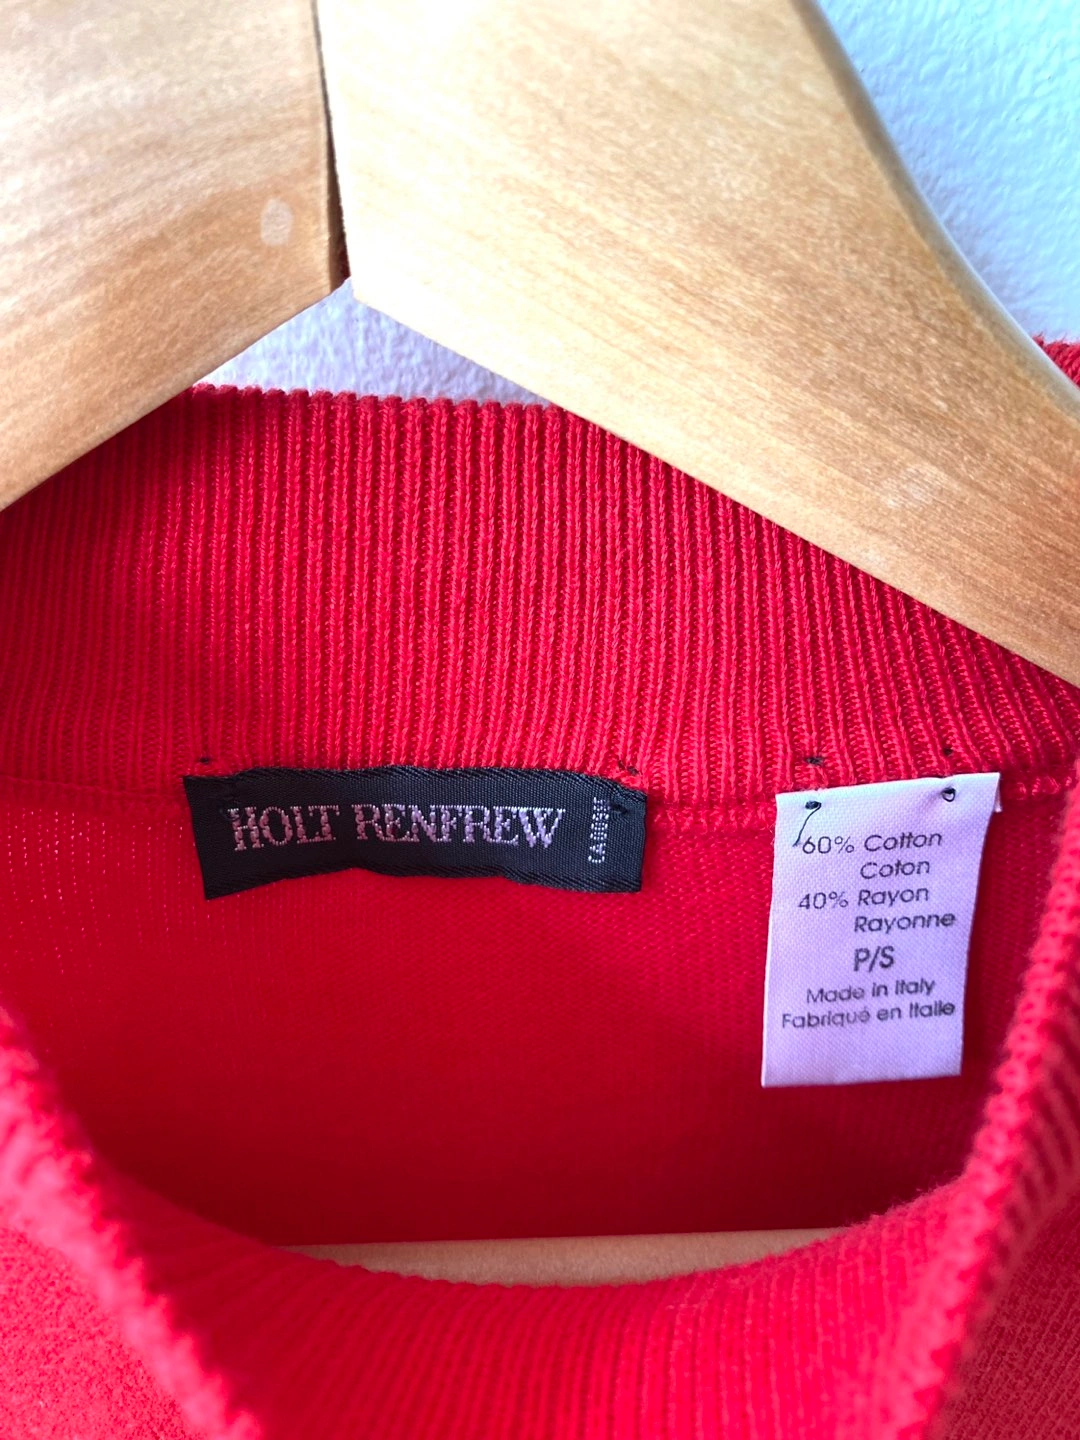 HOLT RENFREW
60% Cotton
Coton
40% Rayon
Rayonne
P/S
Made in Italy
Fabriqué en Italie